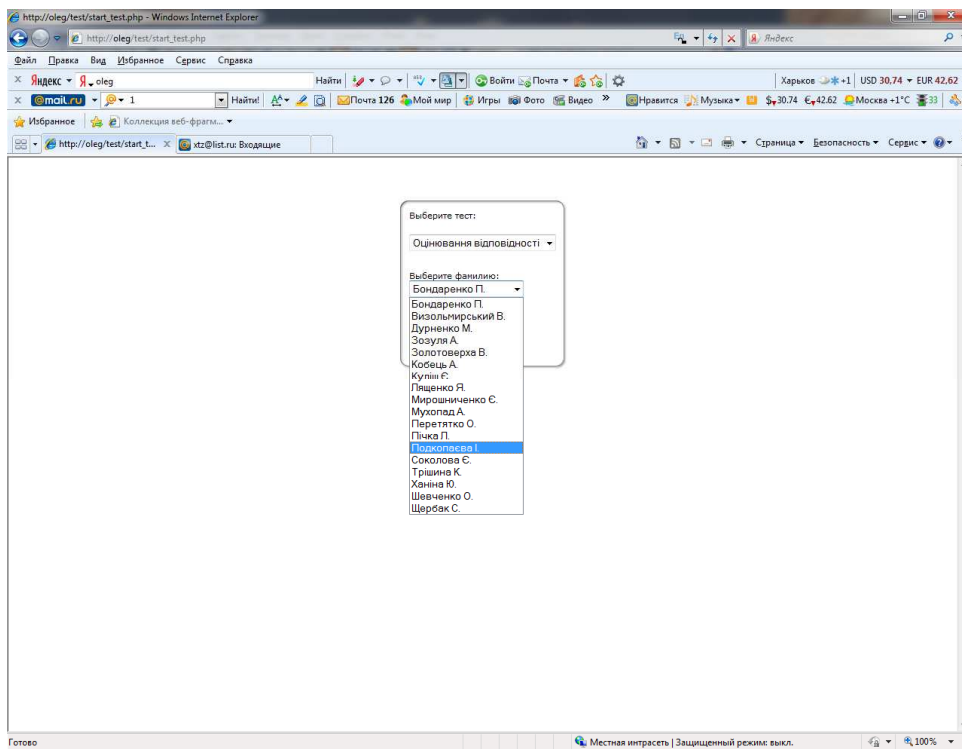 http://oleg/test/start_test.php - Windows Internet Explorer
http://oleg/test/start_test.php
Яндекс
Файл Правка Вид Избранное Сервис Справка
Яндекс Я oleg Найти Войти Почта Харьков +1 USD 30,74 EUR 42,62
@mail.ru 1 Найти! Почта 126 Мой мир Игры Фото Видео » Нравится Музыка $ 30.74 € 42.62 Москва +1°C 33
Избранное Коллекция веб-фрагм...
http://oleg/test/start_t... xtz@list.ru: Входящие Страница Безопасность Сервис
Выберите тест:
Оцінювання відповідності
Выберите фамилию:
Бондаренко П.
Бондаренко П.
Визольмирський В.
Дурненко М.
Зозуля А.
Золотоверха В.
Кобець А.
Куліш Є.
Лященко Я.
Мирошниченко Є.
Мухопад А.
Перетятко О.
Пічка Л.
Подкопаєва І.
Соколова Є.
Трішина К.
Ханіна Ю.
Шевченко О.
Щербак С.
Готово Местная интрасеть | Защищенный режим: выкл. 100%